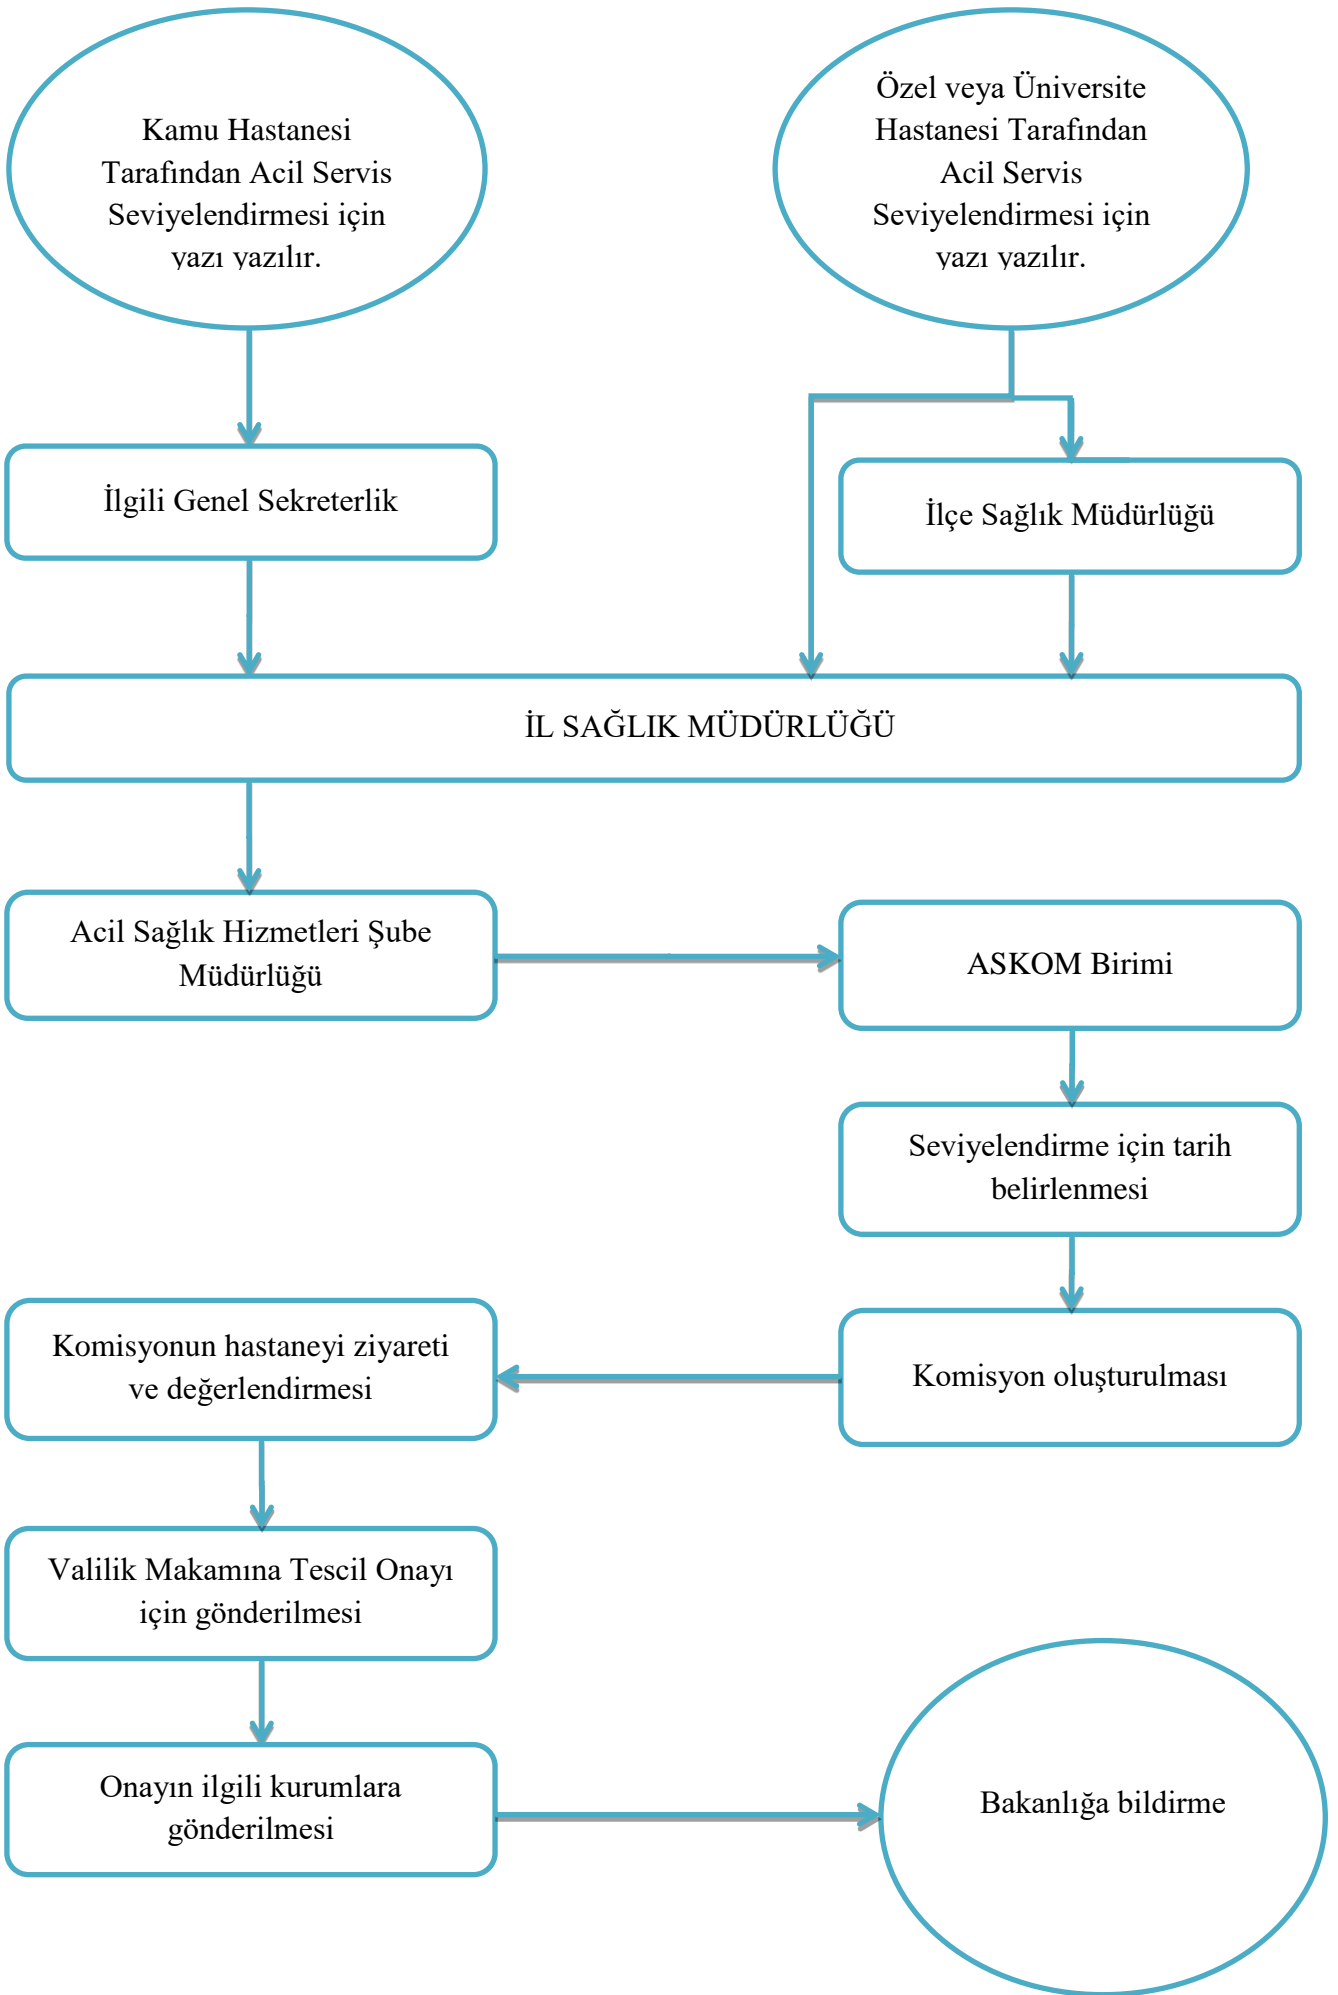 Kamu Hastanesi
Tarafından Acil Servis
Seviyelendirmesi için
yazı yazılır.
Özel veya Üniversite
Hastanesi Tarafından
Acil Servis
Seviyelendirmesi için
yazı yazılır.
İlgili Genel Sekreterlik
İlçe Sağlık Müdürlüğü
İL SAĞLIK MÜDÜRLÜĞÜ
Acil Sağlık Hizmetleri Şube
Müdürlüğü
ASKOM Birimi
Seviyelendirme için tarih
belirlenmesi
Komisyon oluşturulması
Komisyonun hastaneyi ziyareti
ve değerlendirmesi
Valilik Makamına Tescil Onayı
için gönderilmesi
Onayın ilgili kurumlara
gönderilmesi
Bakanlığa bildirme